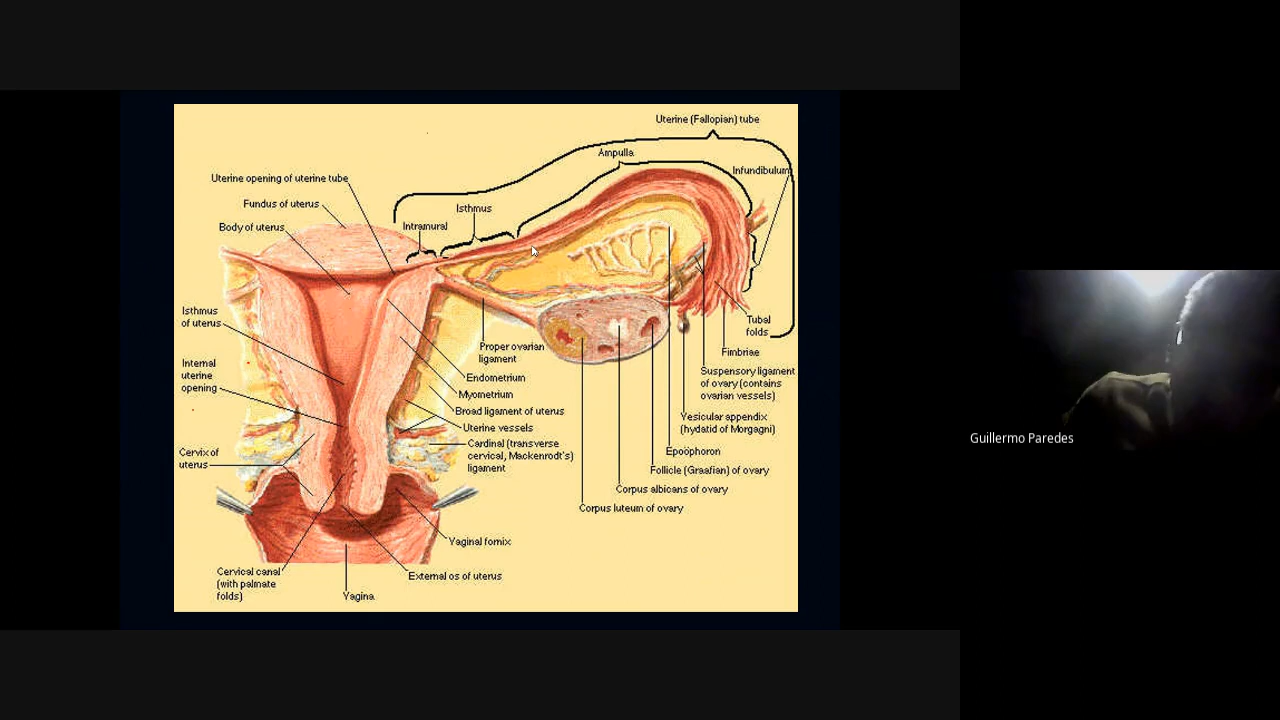 Uterine (Fallopian) tube
Ampulla
Infundibulum
Uterine opening of uterine tube
Fundus of uterus
Isthmus
Body of uterus
Intramural
Isthmus
of uterus
Tubal
folds
Proper ovarian
ligament
Fimbriae
Internal
uterine
opening
Endometrium
Suspensory ligament
of ovary (contains
ovarian vessels)
Myometrium
Broad ligament of uterus
Yesicular appendix
(hydatid of Morgagni)
Uterine vessels
Cardinal (transverse
cervical, Mackenrodt's)
ligament
Cervix of
uterus
Epoöphoron
Follicle (Graafian) of ovary
Corpus albicans of ovary
Corpus luteum of ovary
Yaginal fornix
Cervical canal
(with palmate
folds)
External os of uterus
Yagina
Guillermo Paredes